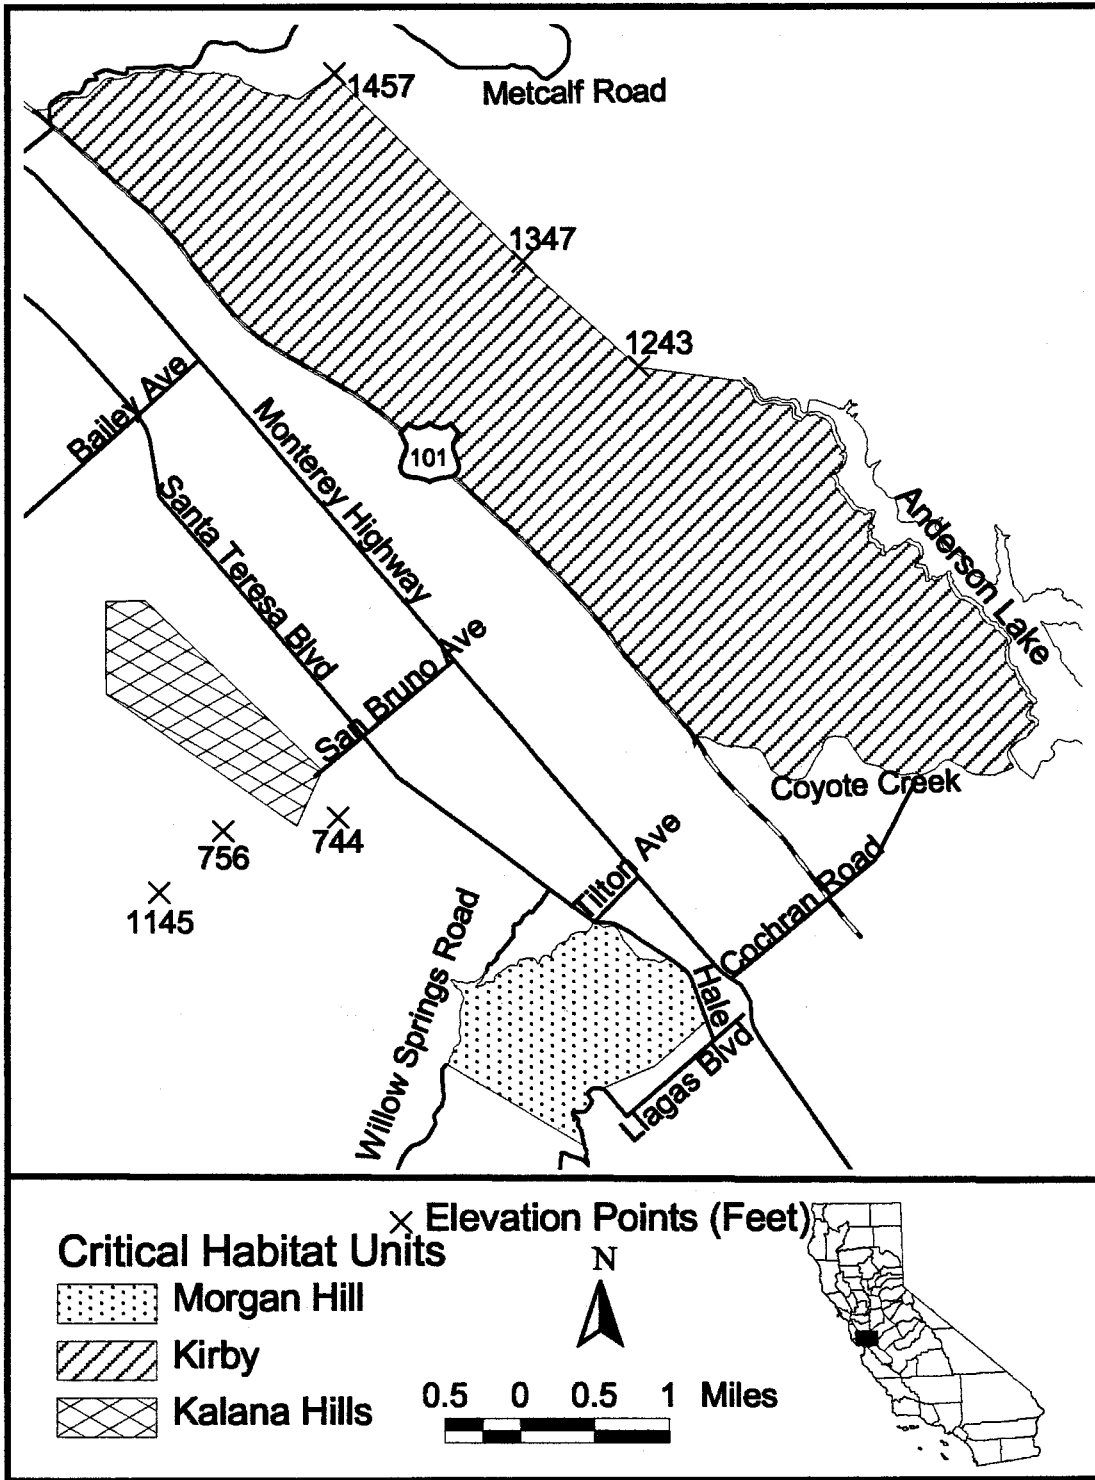 1457
Metcalf Road
1347
1243
Bailey Ave
Monterey Highway
101
Santa Teresa Blvd
Anderson Lake
San Bruno Ave
Coyote Creek
744
756
1145
Tilton Ave
Cochran Road
Willow Springs Road
Hale
Llagas Blvd
Elevation Points (Feet)
Critical Habitat Units
N
Morgan Hill
Kirby
Kalana Hills
0.5 0 0.5 1 Miles